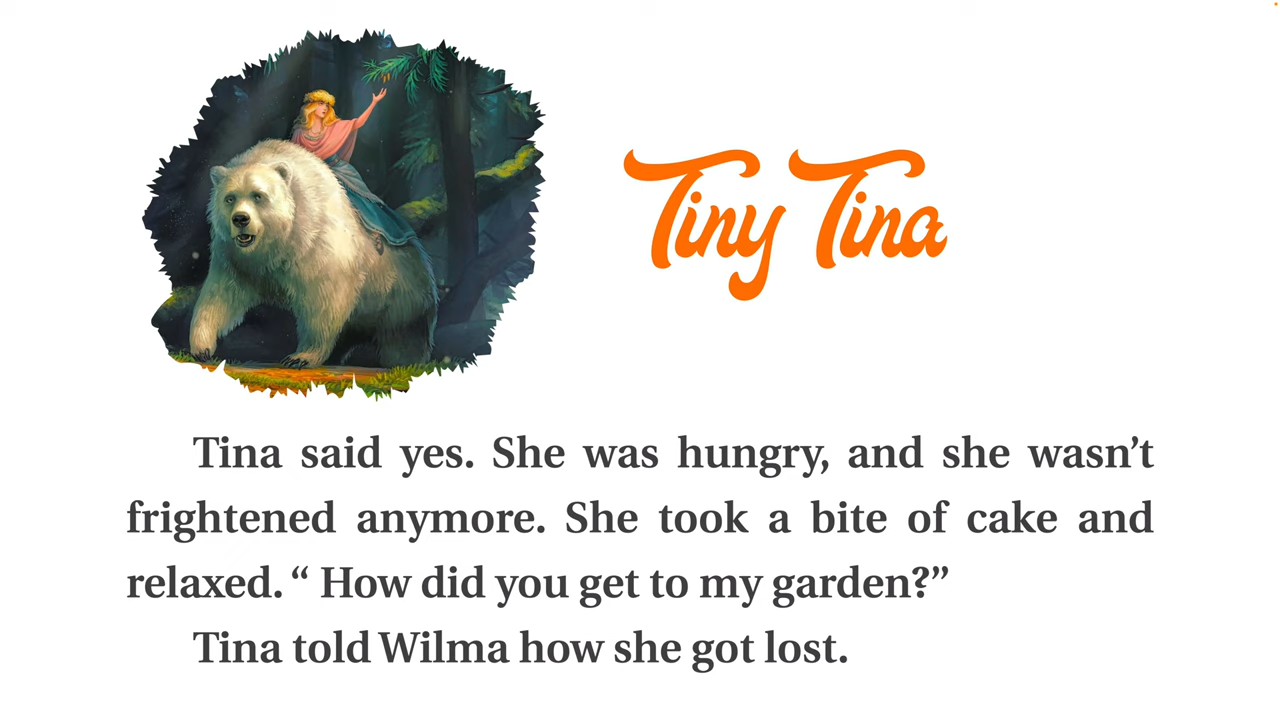 Tiny Tina
Tina said yes. She was hungry, and she wasn’t
frightened anymore. She took a bite of cake and
relaxed. “ How did you get to my garden?”
Tina told Wilma how she got lost.